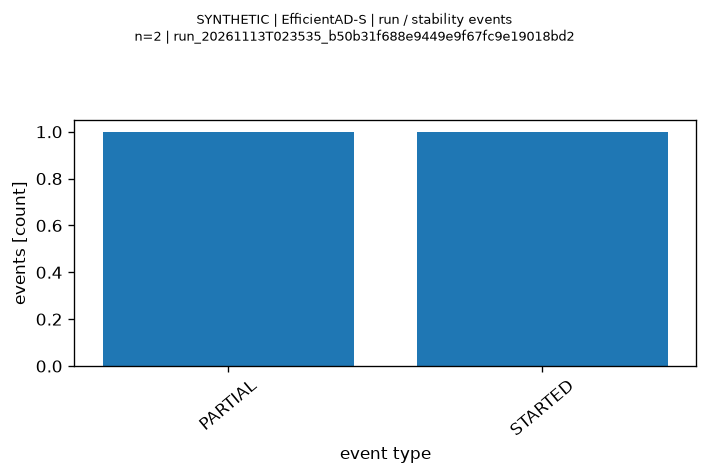 SYNTHETIC | EfficientAD-S | run / stability events
n=2 | run_20261113T023535_b50b31f688e9449e9f67fc9e19018bd2
1.0
0.8
0.6
0.4
0.2
0.0
events [count]
PARTIAL
STARTED
event type